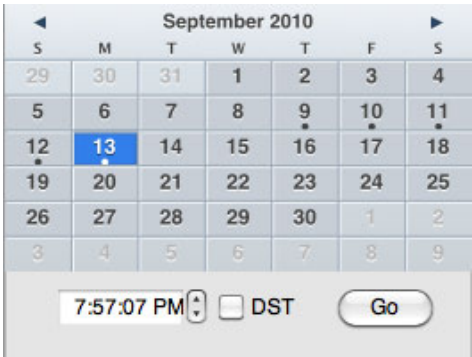 ◀ September 2010 ▶
S M T W T F S
29 30 31 1 2 3 4
5 6 7 8 9 10 11
12 13 14 15 16 17 18
19 20 21 22 23 24 25
26 27 28 29 30 1 2
3 4 5 6 7 8 9
7:57:07 PM DST Go